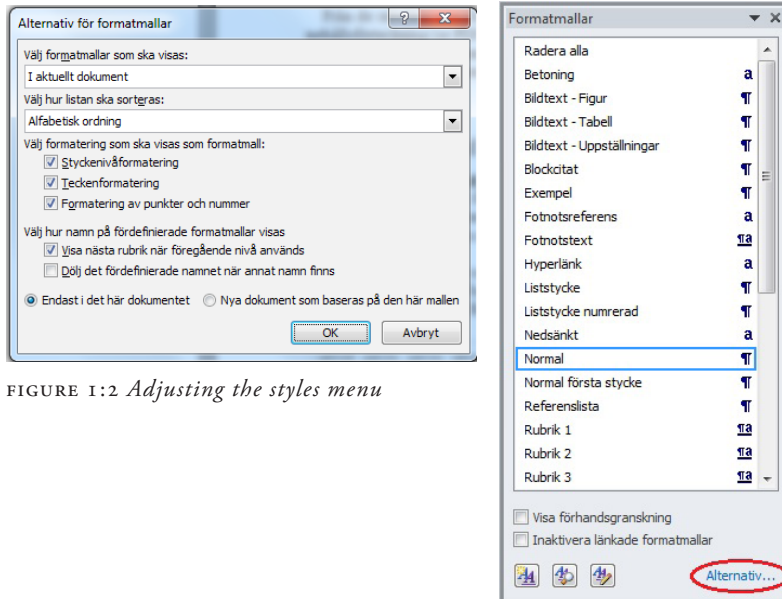 Alternativ för formatmallar
Välj formatmallar som ska visas:
I aktuellt dokument
Välj hur listan ska sorteras:
Alfabetisk ordning
Välj formatering som ska visas som formatmall:
Styckenivåformatering
Teckenformatering
Formatering av punkter och nummer
Välj hur namn på fördefinierade formatmallar visas
Visa nästa rubrik när föregående nivå används
Dölj det fördefinierade namnet när annat namn finns
Endast i det här dokumentet Nya dokument som baseras på den här mallen
OK Avbryt
FIGURE 1:2 Adjusting the styles menu
Formatmallar
Radera alla
Betoning a
Bildtext - Figur ¶
Bildtext - Tabell ¶
Bildtext - Uppställningar ¶
Blockcitat ¶
Exempel ¶
Fotnotsreferens a
Fotnotstext ¶a
Hyperlänk a
Liststycke ¶
Liststycke numrerad ¶
Nedsänkt a
Normal ¶
Normal första stycke ¶
Referenslista ¶
Rubrik 1 ¶a
Rubrik 2 ¶a
Rubrik 3 ¶a
Visa förhandsgranskning
Inaktivera länkade formatmallar
Alternativ...